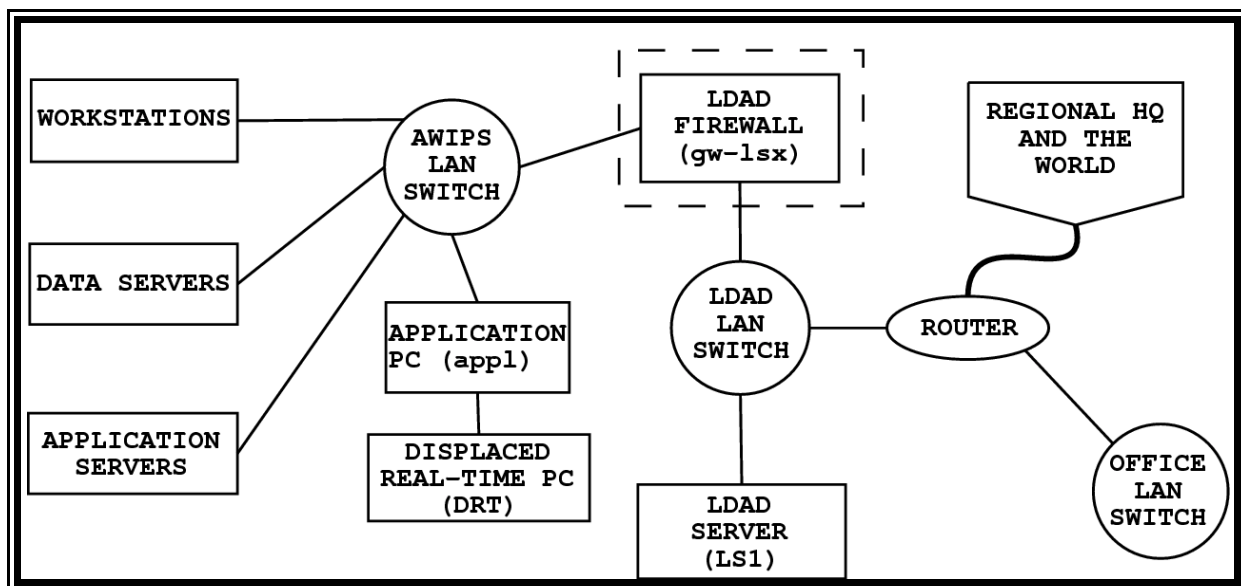 WORKSTATIONS
DATA SERVERS
APPLICATION
SERVERS
AWIPS
LAN
SWITCH
APPLICATION
PC (appl)
DISPLACED
REAL-TIME PC
(DRT)
LDAD
FIREWALL
(gw-lsx)
LDAD
LAN
SWITCH
LDAD
SERVER
(LS1)
REGIONAL HQ
AND THE
WORLD
ROUTER
OFFICE
LAN
SWITCH